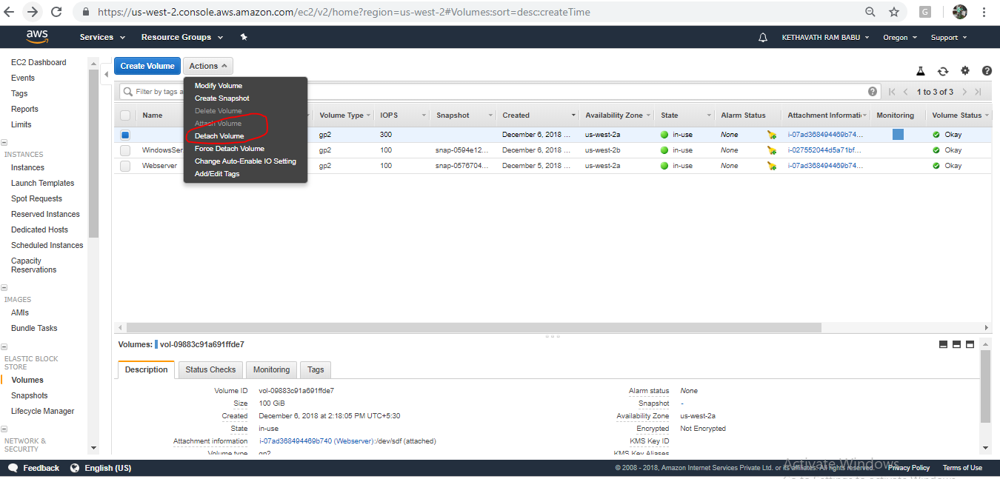 https://us-west-2.console.aws.amazon.com/ec2/v2/home?region=us-west-2#Volumes:sort=desc:createTime
G
aws Services Resource Groups KETHAVATH RAM BABU Oregon Support
EC2 Dashboard
Events
Tags
Reports
Limits
INSTANCES
Instances
Launch Templates
Spot Requests
Reserved Instances
Dedicated Hosts
Scheduled Instances
Capacity
Reservations
IMAGES
AMIs
Bundle Tasks
ELASTIC BLOCK
STORE
Volumes
Snapshots
Lifecycle Manager
NETWORK &
SECURITY
Create Volume Actions
Modify Volume
Create Snapshot
Delete Volume
Attach Volume
Detach Volume
Force Detach Volume
Change Auto-Enable IO Setting
Add/Edit Tags
Filter by tags a
1 to 3 of 3
Name Volume Type IOPS Snapshot Created Availability Zone State Alarm Status Attachment Informati Monitoring Volume Status
gp2 300 December 6, 2018 ... us-west-2a in-use None i-07ad368494469b74... Okay
WindowsSer gp2 100 snap-0594e12... December 6, 2018 ... us-west-2b in-use None i-027552044d5a71bf... Okay
Webserver gp2 100 snap-0576704... December 5, 2018 ... us-west-2a in-use None i-07ad368494469b74... Okay
Volumes: vol-09883c91a691ffde7
Description Status Checks Monitoring Tags
Volume ID vol-09883c91a691ffde7
Size 100 GiB
Created December 6, 2018 at 2:18:05 PM UTC+5:30
State in-use
Attachment information i-07ad368494469b740 (Webserver):/dev/sdf (attached)
Volume type gp2
Alarm status None
Snapshot -
Availability Zone us-west-2a
Encrypted Not Encrypted
KMS Key ID
KMS Key Aliases
Activate Windows
Go to Settings to activate Windows.
Feedback English (US) © 2008 - 2018, Amazon Internet Services Private Ltd. or its affiliates. All rights reserved. Privacy Policy Terms of Use